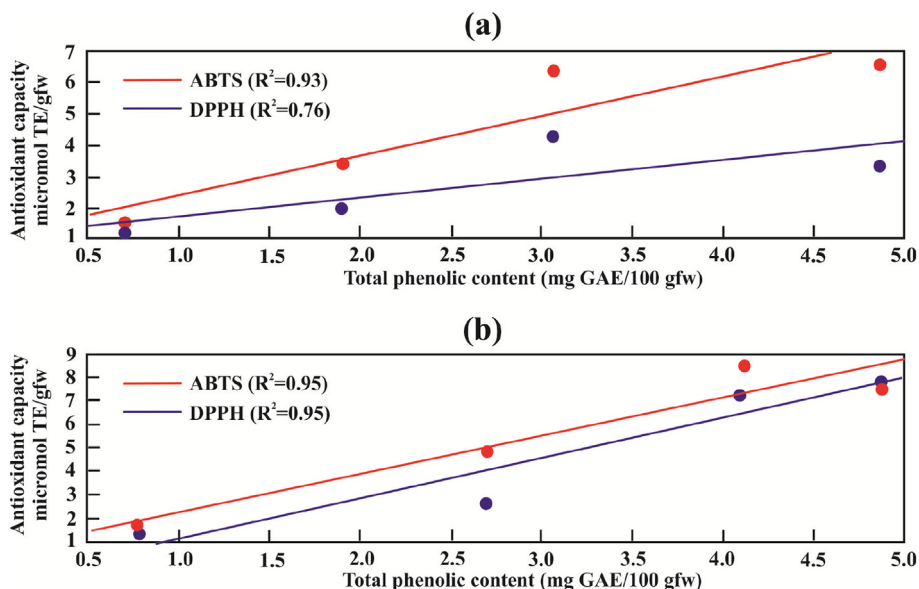 (a)
Antioxidant capacity
micromol TE/gfw
7
6
5
4
3
2
1
ABTS (R²=0.93)
DPPH (R²=0.76)
0.5 1.0 1.5 2.0 2.5 3.0 3.5 4.0 4.5 5.0
Total phenolic content (mg GAE/100 gfw)
(b)
Antioxidant capacity
micromol TE/gfw
9
8
7
6
5
4
3
2
1
ABTS (R²=0.95)
DPPH (R²=0.95)
0.5 1.0 1.5 2.0 2.5 3.0 3.5 4.0 4.5 5.0
Total phenolic content (mg GAE/100 gfw)